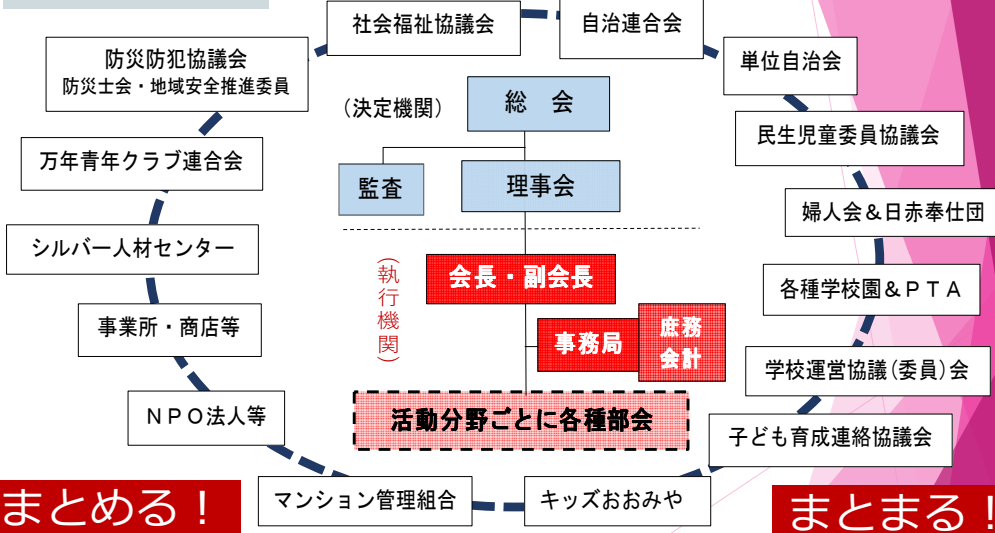 社会福祉協議会
自治連合会
防災防犯協議会
防災士会・地域安全推進委員
単位自治会
(決定機関)
総　会
民生児童委員協議会
万年青年クラブ連合会
監査
理事会
婦人会&日赤奉仕団
シルバー人材センター
(執行機関)
会長・副会長
各種学校園&PTA
事業所・商店等
事務局
庶務
会計
学校運営協議(委員)会
NPO法人等
活動分野ごとに各種部会
子ども育成連絡協議会
マンション管理組合
キッズおおみや
まとめる！
まとまる！